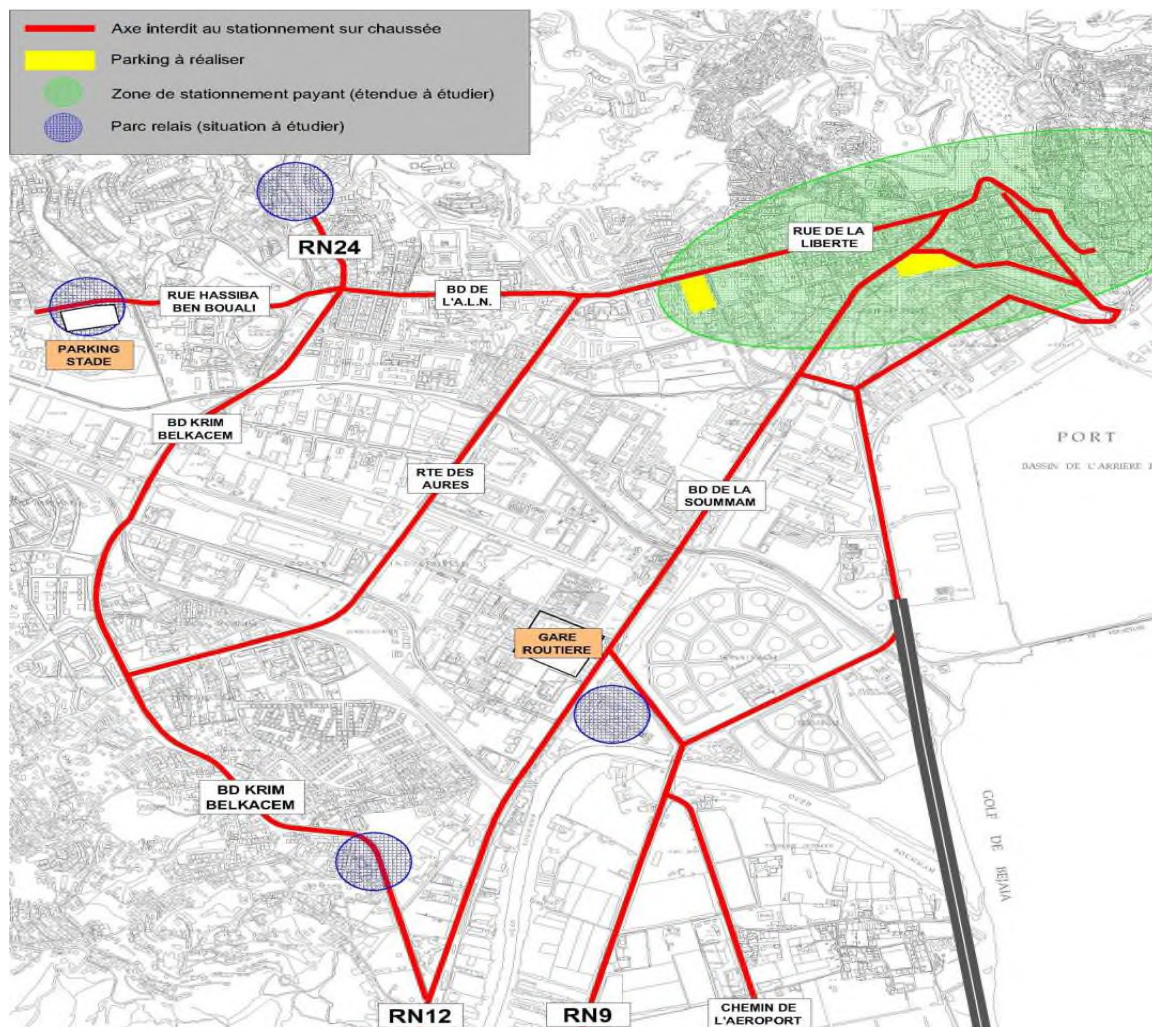 Axe interdit au stationnement sur chaussée
Parking à réaliser
Zone de stationnement payant (étendue à étudier)
Parc relais (situation à étudier)
RN24
RUE DE LA
LIBERTE
RUE HASSIBA
BEN BOUALI
BD DE
L'A.L.N.
PARKING
STADE
BD KRIM
BELKACEM
PORT
BASSIN DE L'ARRIERE
RTE DES
AURES
BD DE LA
SOUMMAM
GARE
ROUTIERE
BD KRIM
BELKACEM
OUED
SOUMMAM
GOLF DE BEJAIA
RN12
RN9
CHEMIN DE
L'AEROPORT